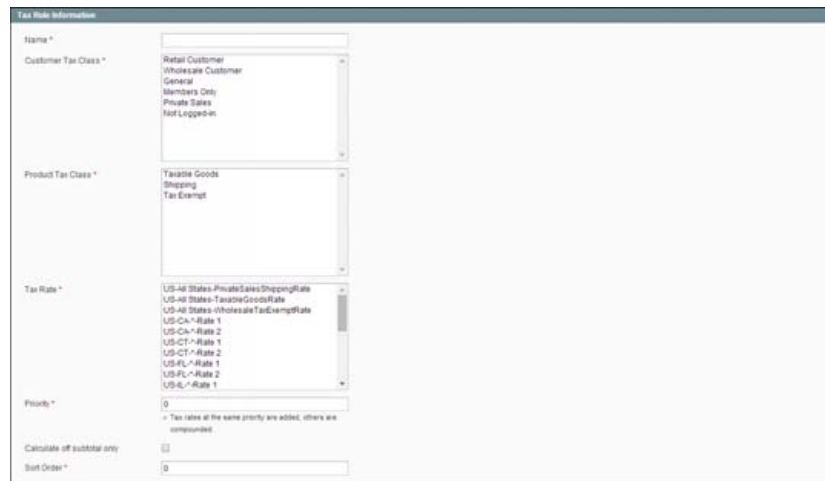 Tax Rule Information
Name *
Customer Tax Class *
Retail Customer
Wholesale Customer
General
Members Only
Private Sales
Not Logged-in
Product Tax Class *
Taxable Goods
Shipping
Tax Exempt
Tax Rate *
US-All States-PrivateSalesShippingRate
US-All States-TaxableGoodsRate
US-All States-WholesaleTaxExemptRate
US-CA-*-Rate 1
US-CA-*-Rate 2
US-CT-*-Rate 1
US-CT-*-Rate 2
US-FL-*-Rate 1
US-FL-*-Rate 2
US-IL-*-Rate 1
Priority *
0
Tax rates at the same priority are added, others are
compounded.
Calculate off subtotal only
Sort Order *
0